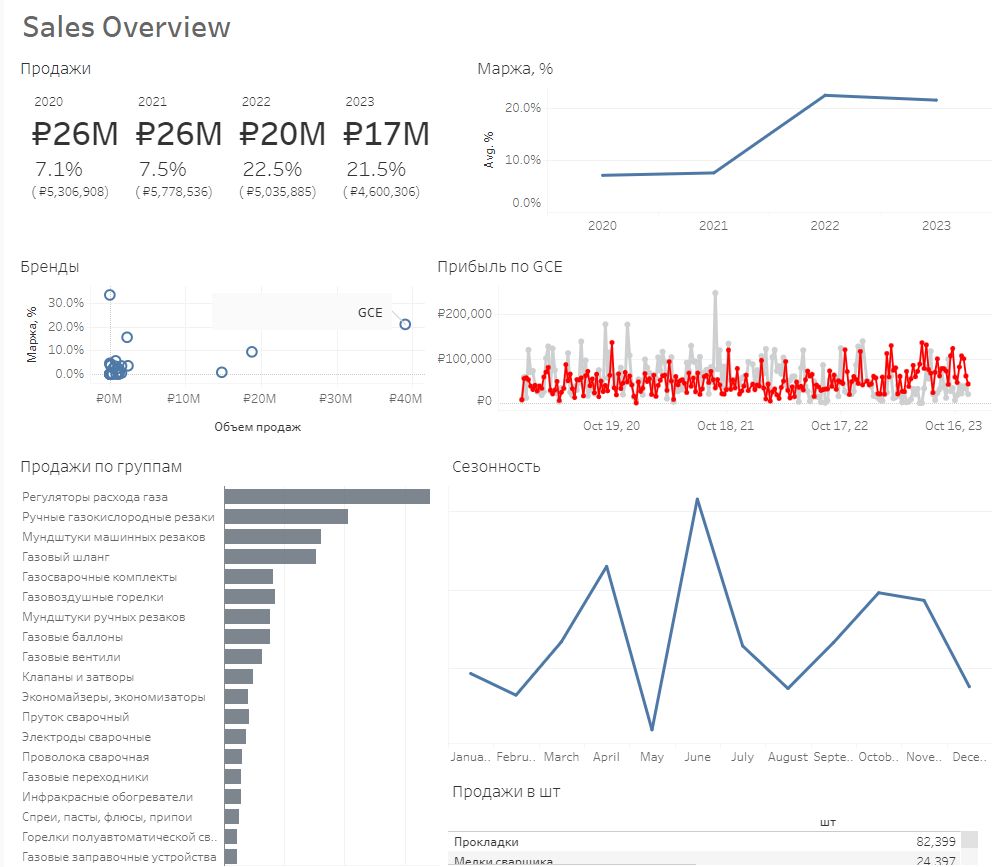 Sales Overview
Продажи
2020 2021 2022 2023
₽26M ₽26M ₽20M ₽17M
7.1% 7.5% 22.5% 21.5%
( ₽5,306,908) ( ₽5,778,536) ( ₽5,035,885) ( ₽4,600,306)
Маржа, %
Avg. %
20.0%
10.0%
0.0%
2020 2021 2022 2023
Бренды
Маржа, %
30.0%
20.0%
10.0%
0.0%
GCE
₽0M ₽10M ₽20M ₽30M ₽40M
Объем продаж
Прибыль по GCE
₽200,000
₽100,000
₽0
Oct 19, 20 Oct 18, 21 Oct 17, 22 Oct 16, 23
Продажи по группам
Регуляторы расхода газа
Ручные газокислородные резаки
Мундштуки машинных резаков
Газовый шланг
Газосварочные комплекты
Газовоздушные горелки
Мундштуки ручных резаков
Газовые баллоны
Газовые вентили
Клапаны и затворы
Экономайзеры, экономизаторы
Пруток сварочный
Электроды сварочные
Проволока сварочная
Газовые переходники
Инфракрасные обогреватели
Спреи, пасты, флюсы, припои
Горелки полуавтоматической св..
Газовые заправочные устройства
Сезонность
Janua.. Febru.. March April May June July August Septe.. Octob.. Nove.. Dece..
Продажи в шт
шт
Прокладки 82,399
Мелки сварщика 24,397